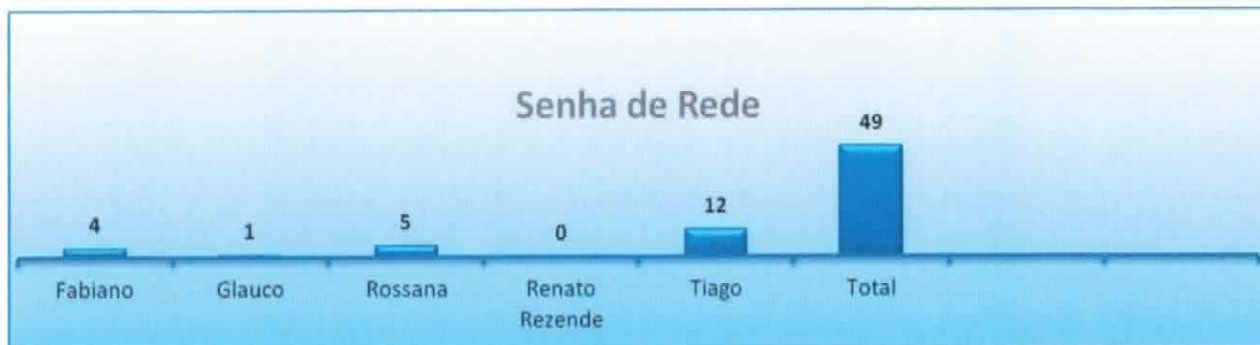 Senha de Rede
4
1
5
0
12
49
Fabiano
Glauco
Rossana
Renato
Rezende
Tiago
Total